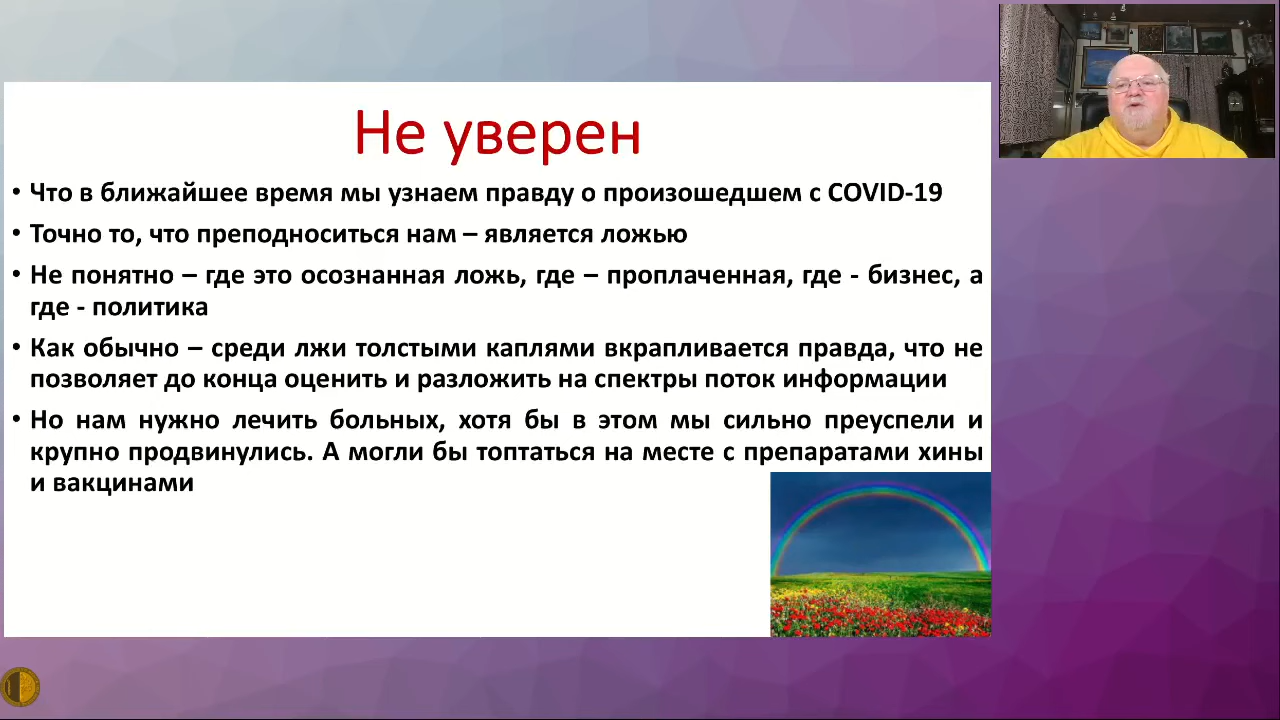 Не уверен
• Что в ближайшее время мы узнаем правду о произошедшем с COVID-19
• Точно то, что преподноситься нам – является ложью
• Не понятно – где это осознанная ложь, где – проплаченная, где - бизнес, а
где - политика
• Как обычно – среди лжи толстыми каплями вкрапливается правда, что не
позволяет до конца оценить и разложить на спектры поток информации
• Но нам нужно лечить больных, хотя бы в этом мы сильно преуспели и
крупно продвинулись. А могли бы топтаться на месте с препаратами хины
и вакцинами